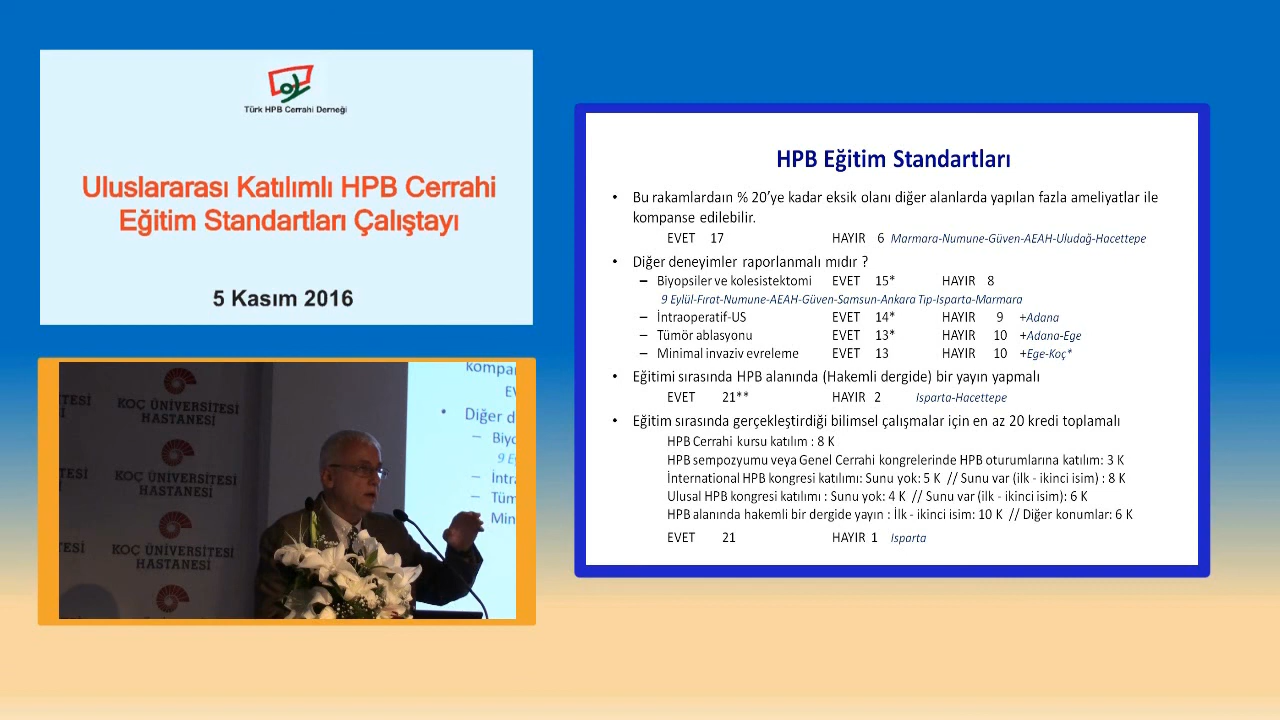 Türk HPB Cerrahi Derneği
Uluslararası Katılımlı HPB Cerrahi
Eğitim Standartları Çalıştayı
5 Kasım 2016
HPB Eğitim Standartları
• Bu rakamlardaın % 20'ye kadar eksik olanı diğer alanlarda yapılan fazla ameliyatlar ile
kompanse edilebilir.
EVET 17 HAYIR 6 Marmara-Numune-Güven-AEAH-Uludağ-Hacettepe
• Diğer deneyimler raporlanmalı mıdır ?
– Biyopsiler ve kolesistektomi EVET 15* HAYIR 8
9 Eylül-Fırat-Numune-AEAH-Güven-Samsun-Ankara Tıp-Isparta-Marmara
– İntraoperatif-US EVET 14* HAYIR 9 +Adana
– Tümör ablasyonu EVET 13* HAYIR 10 +Adana-Ege
– Minimal invaziv evreleme EVET 13 HAYIR 10 +Ege-Koç*
• Eğitimi sırasında HPB alanında (Hakemli dergide) bir yayın yapmalı
EVET 21** HAYIR 2 Isparta-Hacettepe
• Eğitim sırasında gerçekleştirdiği bilimsel çalışmalar için en az 20 kredi toplamalı
HPB Cerrahi kursu katılım : 8 K
HPB sempozyumu veya Genel Cerrahi kongrelerinde HPB oturumlarına katılım: 3 K
İnternational HPB kongresi katılımı: Sunu yok: 5 K // Sunu var (ilk - ikinci isim) : 8 K
Ulusal HPB kongresi katılımı : Sunu yok: 4 K // Sunu var (ilk - ikinci isim): 6 K
HPB alanında hakemli bir dergide yayın : İlk - ikinci isim: 10 K // Diğer konumlar: 6 K
EVET 21 HAYIR 1 Isparta
TESİ
KOÇ ÜNİVERSİTESİ
HASTANESİ
TESİ
KOÇ ÜNİVERSİTESİ
HASTANESİ
TESİ
KOÇ ÜNİVERSİTESİ
HASTANESİ
kompan
EV
• Diğer d
– Biyo
9 E
– İntr
– Tüm
Min